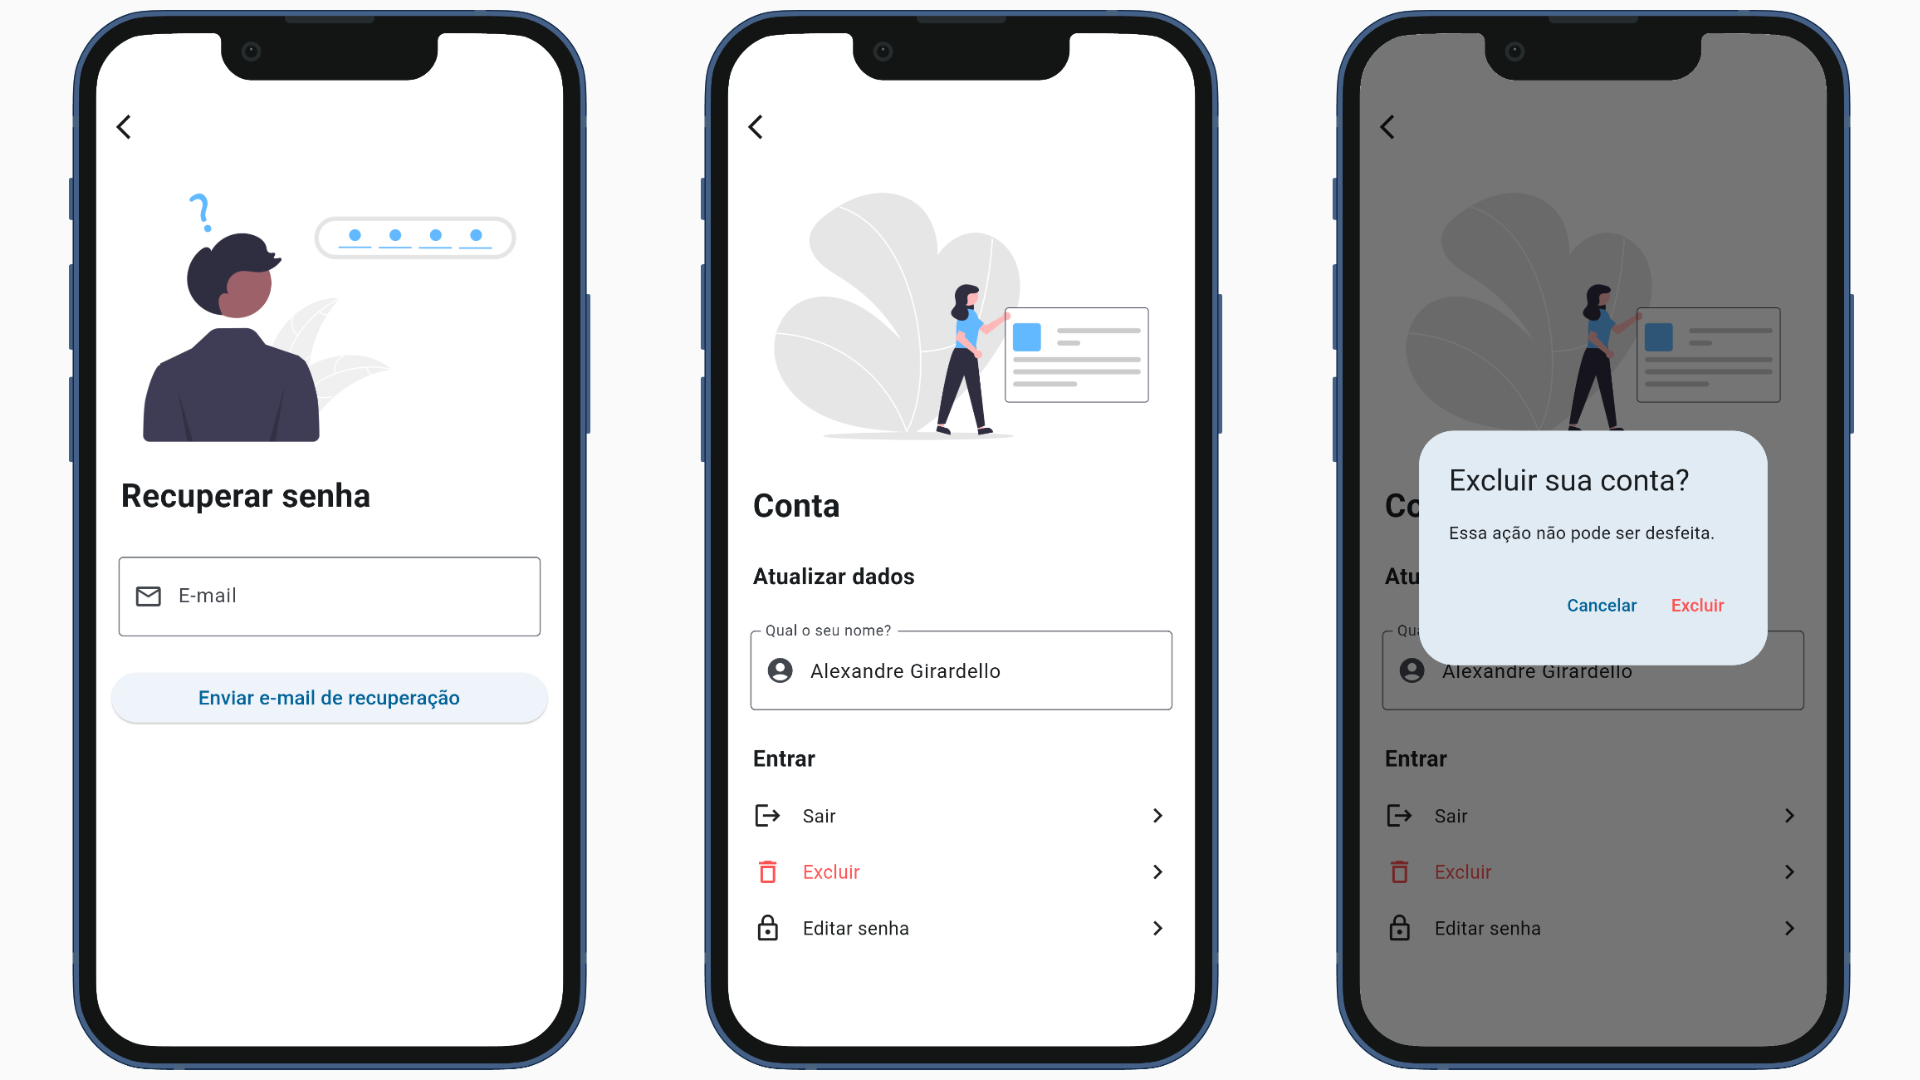 Recuperar senha
E-mail
Enviar e-mail de recuperação
Conta
Atualizar dados
Qual o seu nome?
Alexandre Girardello
Entrar
Sair
Excluir
Editar senha
Excluir sua conta?
Essa ação não pode ser desfeita.
Cancelar Excluir
Co
Atu
Qua
Alexandre Girardello
Entrar
Sair
Excluir
Editar senha